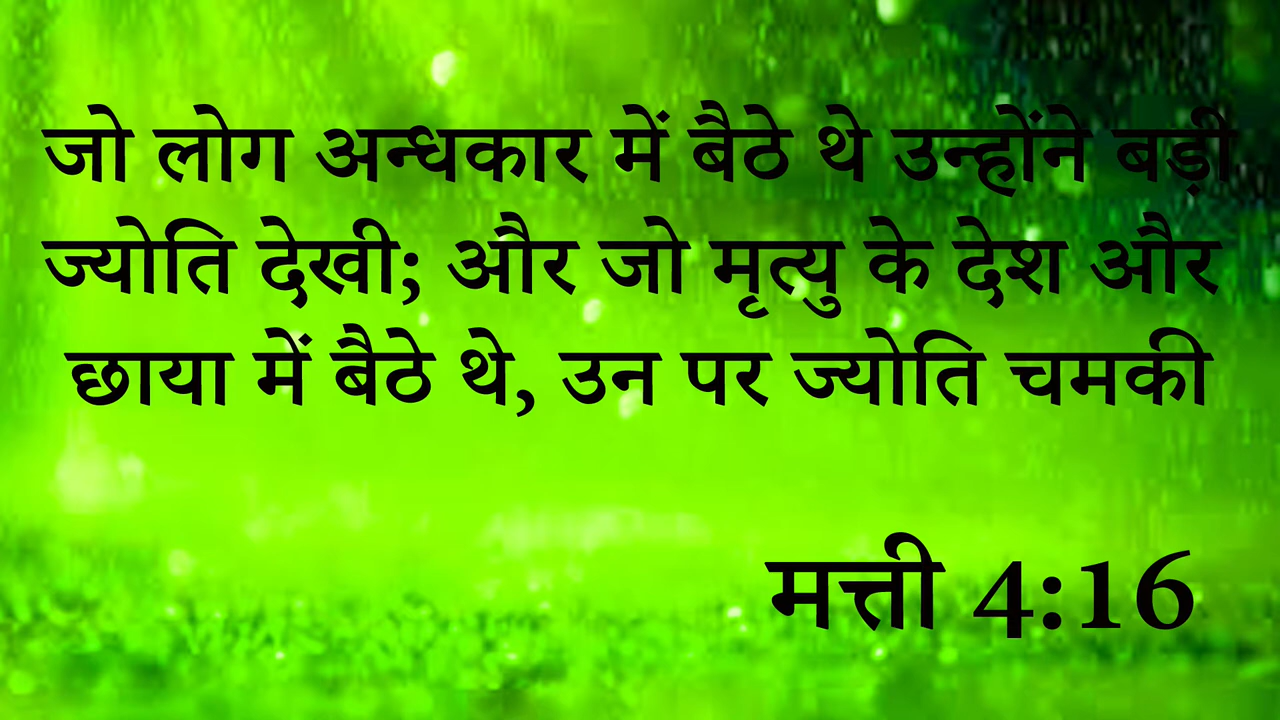 जो लोग अन्धकार में बैठे थे उन्होंने बड़ी
ज्योति देखी; और जो मृत्यु के देश और
छाया में बैठे थे, उन पर ज्योति चमकी
मत्ती 4:16